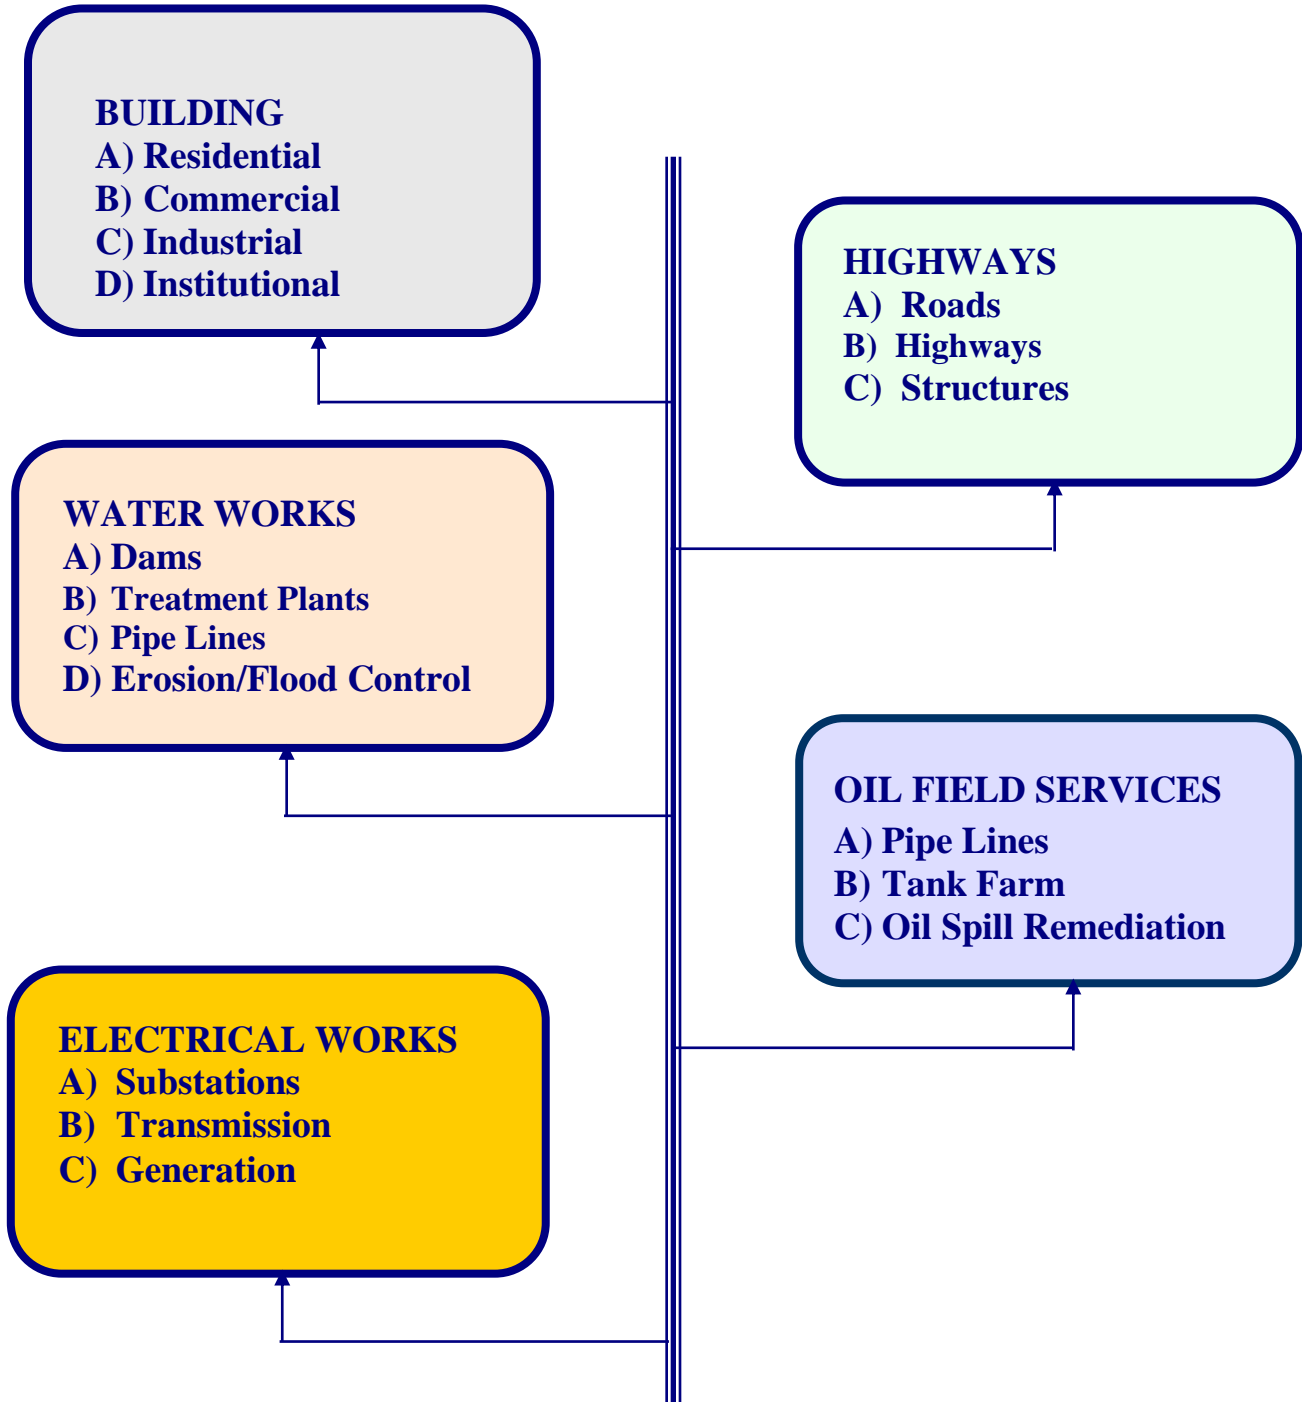 BUILDING
A) Residential
B) Commercial
C) Industrial
D) Institutional
HIGHWAYS
A) Roads
B) Highways
C) Structures
WATER WORKS
A) Dams
B) Treatment Plants
C) Pipe Lines
D) Erosion/Flood Control
OIL FIELD SERVICES
A) Pipe Lines
B) Tank Farm
C) Oil Spill Remediation
ELECTRICAL WORKS
A) Substations
B) Transmission
C) Generation